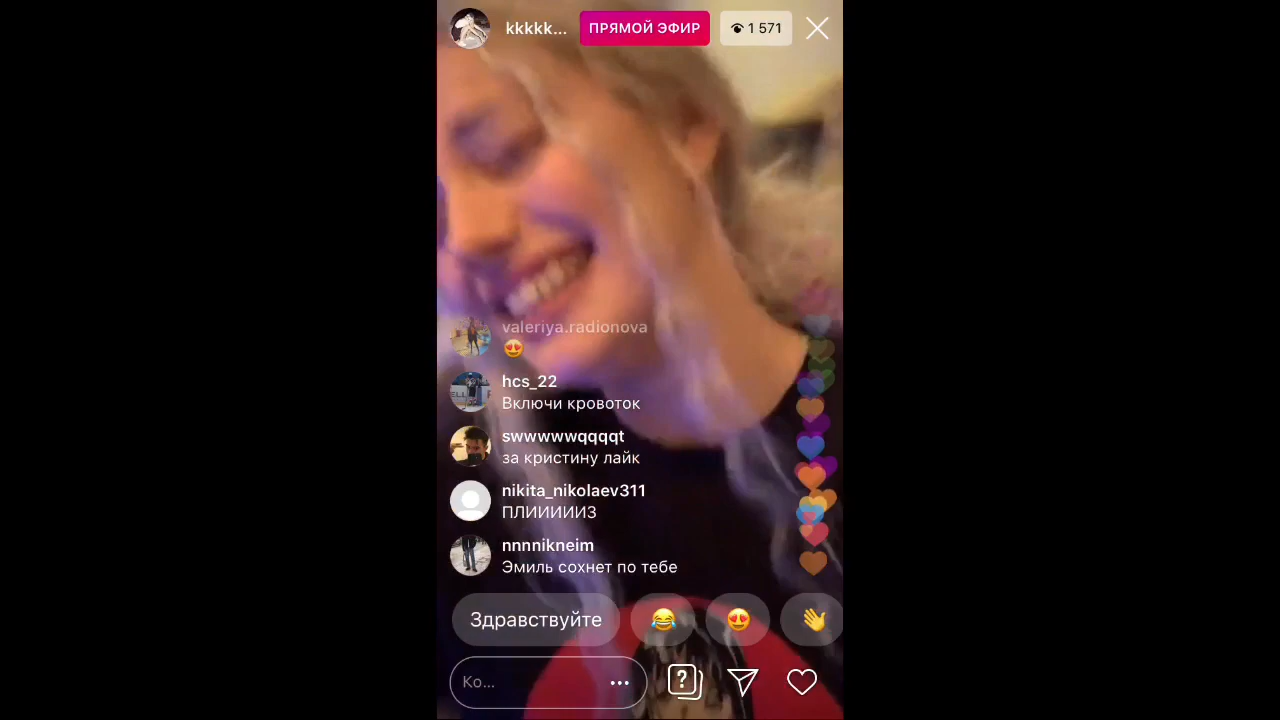 kkkkk...
ПРЯМОЙ ЭФИР
1 571
valeriya.radionova
😍
hcs_22
Включи кровоток
swwwwwqqqqt
за кристину лайк
nikita_nikolaev311
ПЛИИИИИЗ
nnnnikneim
Эмиль сохнет по тебе
Здравствуйте
Ко...
?